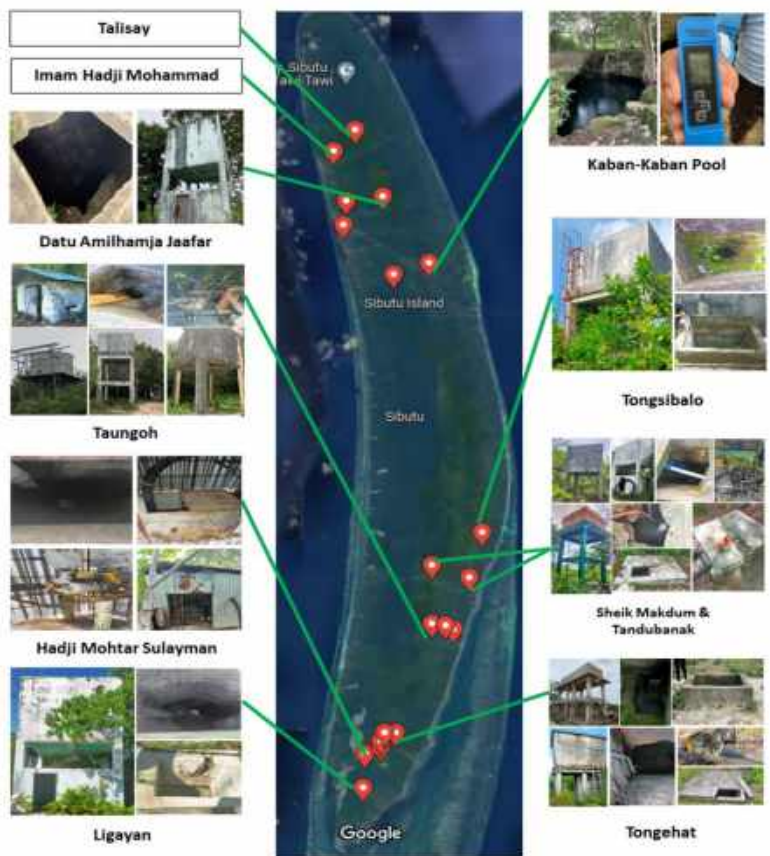 Talisay
Imam Hadji Mohammad
Datu Amilhamja Jaafar
Taungoh
Hadji Mohtar Sulayman
Ligayan
Sibutu
Sibutu Island
Sibutu
Google
Kaban-Kaban Pool
Tongsibalo
Sheik Makdum &
Tandubanak
Tongehat